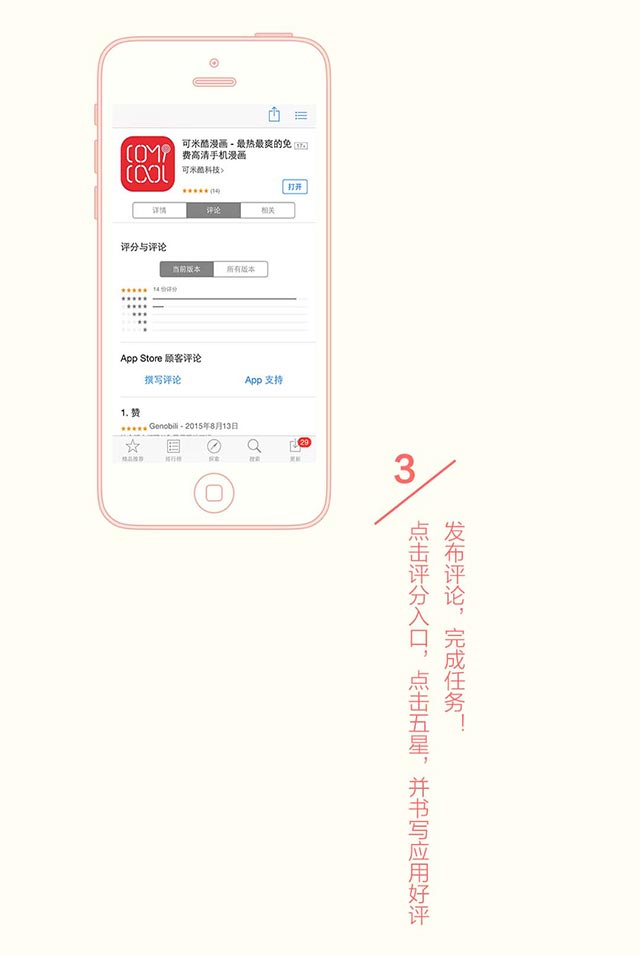 COMI
COOL
可米酷漫画 - 最热最爽的免
费高清手机漫画
17+
可米酷科技>
★★★★★ (14)
打开
详情
评论
相关
评分与评论
当前版本
所有版本
★★★★★ 14 份评分
★★★★★
★★★★
★★★
★★
★
App Store 顾客评论
撰写评论
App 支持
1. 赞
★★★★★ Genobili - 2015年8月13日
精品推荐
排行榜
探索
搜索
29
更新
3
点击评分入口，点击五星，并书写应用好评
发布评论，完成任务！